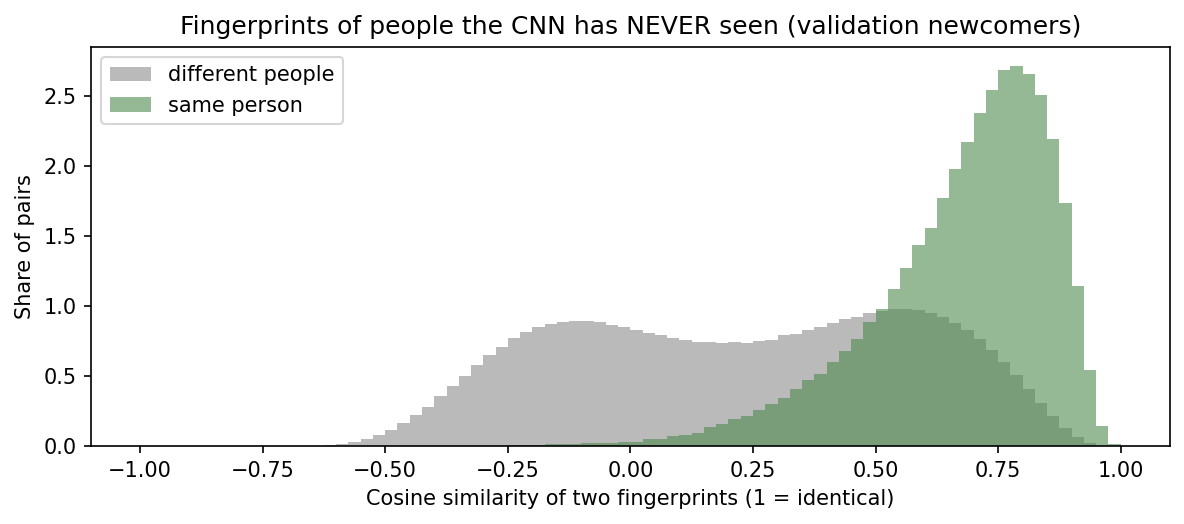 Fingerprints of people the CNN has NEVER seen (validation newcomers)
different people
same person
Share of pairs
2.5
2.0
1.5
1.0
0.5
0.0
−1.00 −0.75 −0.50 −0.25 0.00 0.25 0.50 0.75 1.00
Cosine similarity of two fingerprints (1 = identical)